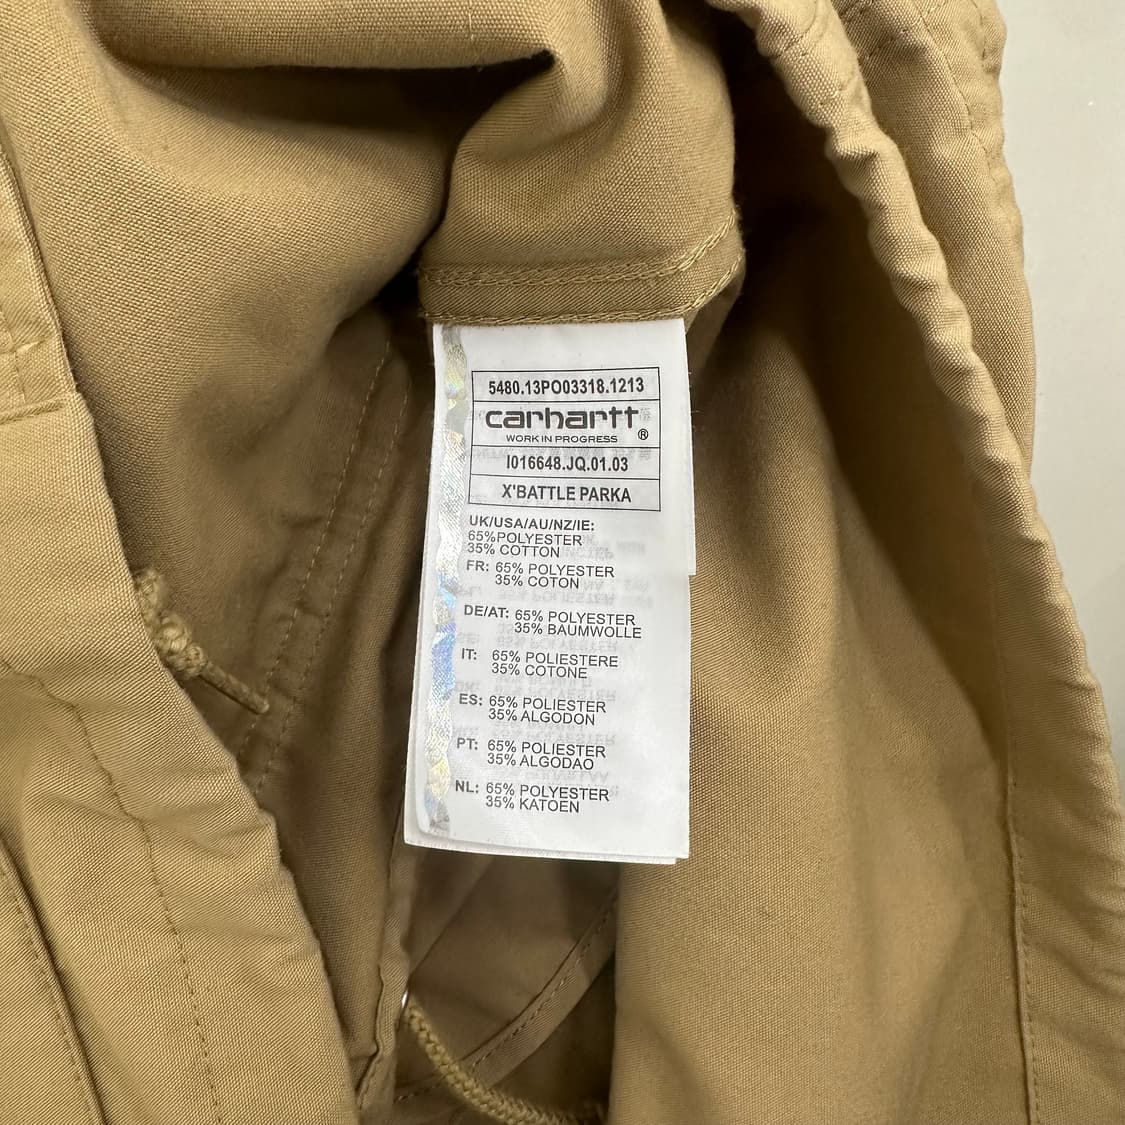 5480.13PO03318.1213
carhartt
WORK IN PROGRESS ®
I016648.JQ.01.03
X'BATTLE PARKA
UK/USA/AU/NZ/IE:
65%POLYESTER
35% COTTON
FR: 65% POLYESTER
35% COTON
DE/AT: 65% POLYESTER
35% BAUMWOLLE
IT: 65% POLIESTERE
35% COTONE
ES: 65% POLIESTER
35% ALGODON
PT: 65% POLIESTER
35% ALGODAO
NL: 65% POLYESTER
35% KATOEN